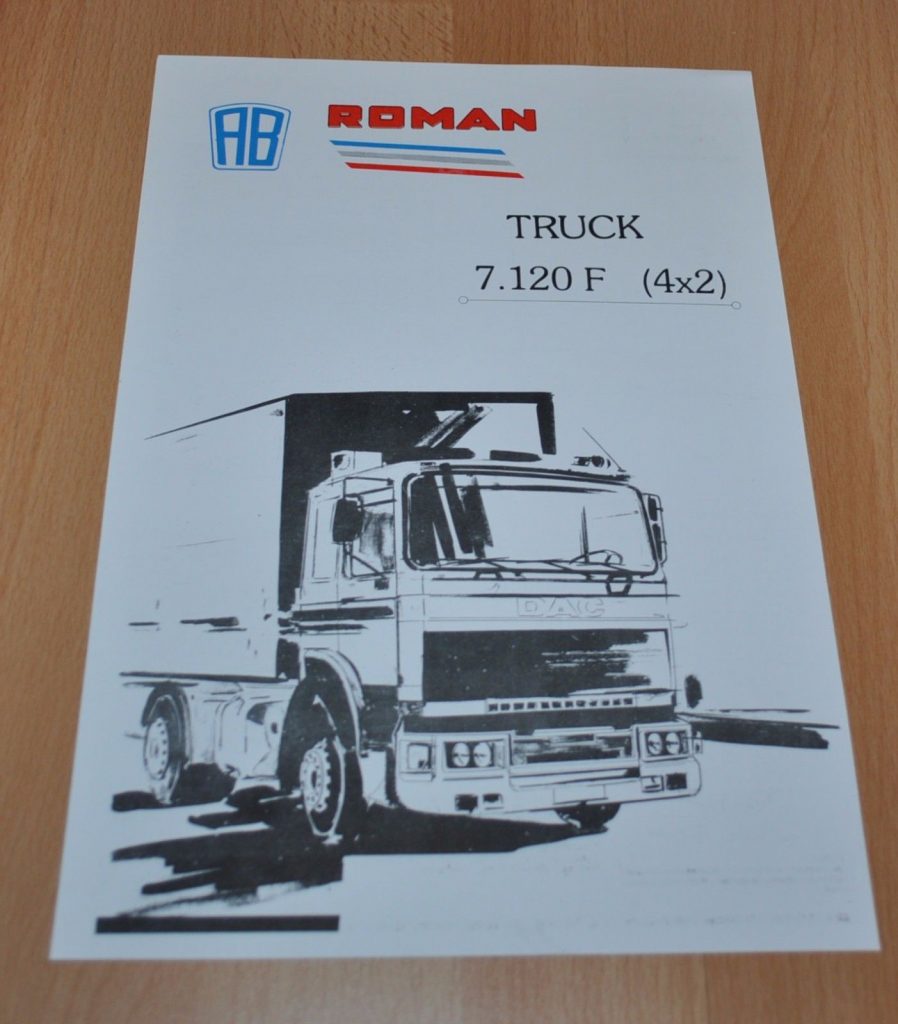 AB
ROMAN
TRUCK
7.120 F (4x2)
DAC